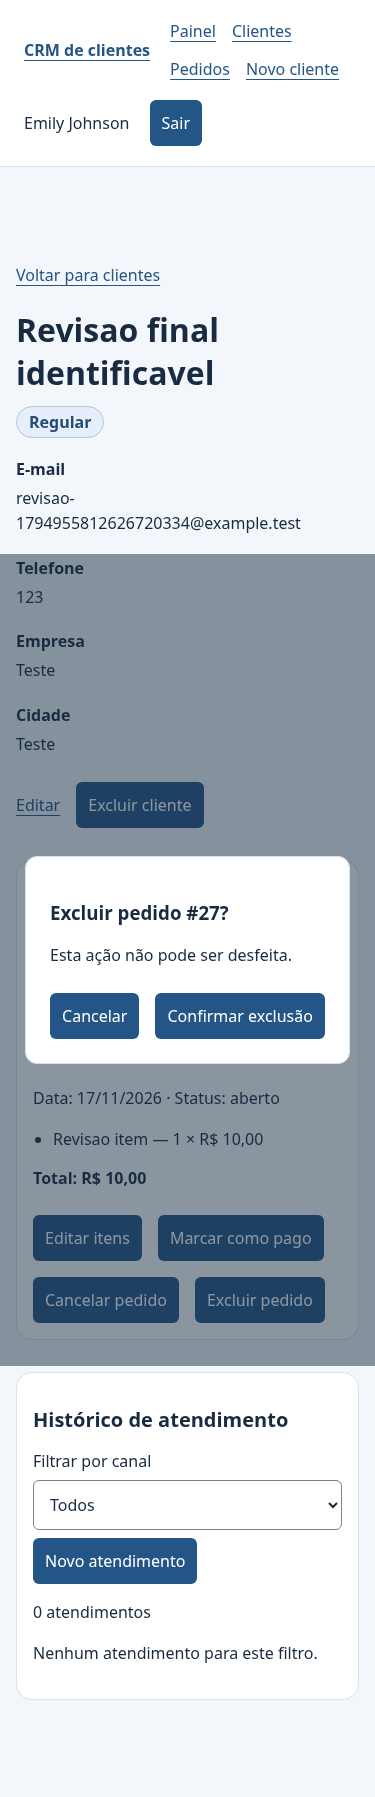 CRM de clientes
Painel Clientes
Pedidos Novo cliente
Emily Johnson Sair
Voltar para clientes
Revisao final
identificavel
Regular
E-mail
revisao-
1794955812626720334@example.test
Telefone
123
Empresa
Teste
Cidade
Teste
Editar Excluir cliente
Excluir pedido #27?
Esta ação não pode ser desfeita.
Cancelar Confirmar exclusão
Data: 17/11/2026 · Status: aberto
• Revisao item — 1 × R$ 10,00
Total: R$ 10,00
Editar itens Marcar como pago
Cancelar pedido Excluir pedido
Histórico de atendimento
Filtrar por canal
Todos
Novo atendimento
0 atendimentos
Nenhum atendimento para este filtro.